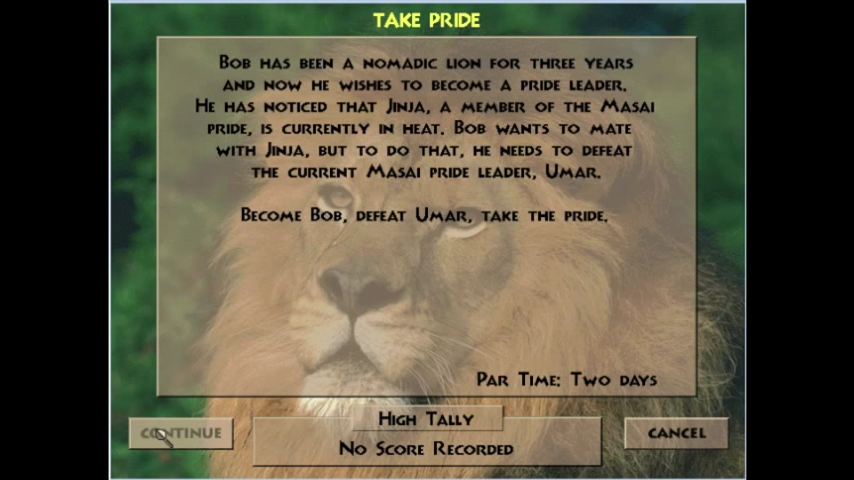 TAKE PRIDE
BOB HAS BEEN A NOMADIC LION FOR THREE YEARS
AND NOW HE WISHES TO BECOME A PRIDE LEADER.
HE HAS NOTICED THAT JINJA, A MEMBER OF THE MASAI
PRIDE, IS CURRENTLY IN HEAT. BOB WANTS TO MATE
WITH JINJA, BUT TO DO THAT, HE NEEDS TO DEFEAT
THE CURRENT MASAI PRIDE LEADER, UMAR.
BECOME BOB, DEFEAT UMAR, TAKE THE PRIDE.
PAR TIME: TWO DAYS
HIGH TALLY
CONTINUE
CANCEL
NO SCORE RECORDED